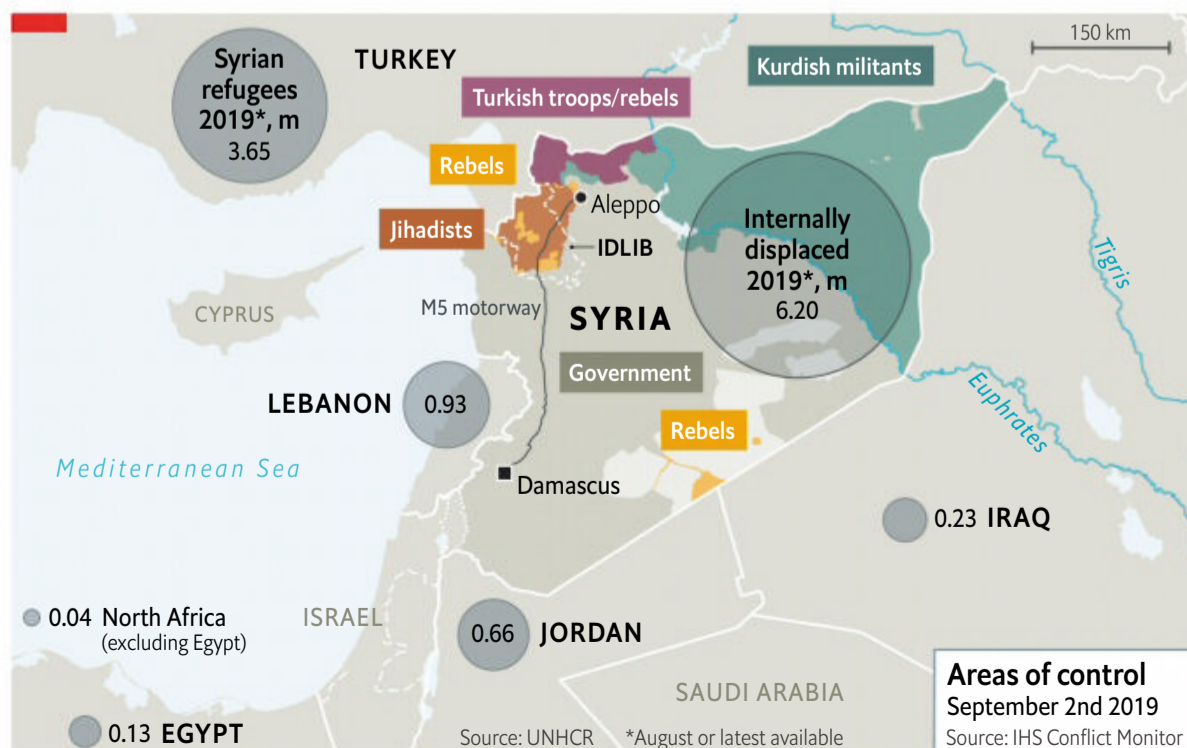 150 km
TURKEY
Syrian
refugees
2019*, m
3.65
Kurdish militants
Turkish troops/rebels
Rebels
Aleppo
Jihadists
IDLIB
Internally
displaced
2019*, m
6.20
Tigris
CYPRUS
M5 motorway
SYRIA
Government
LEBANON
0.93
Rebels
Euphrates
Mediterranean Sea
Damascus
0.23 IRAQ
0.04 North Africa
(excluding Egypt)
ISRAEL
0.66 JORDAN
SAUDI ARABIA
0.13 EGYPT
Source: UNHCR *August or latest available
Areas of control
September 2nd 2019
Source: IHS Conflict Monitor